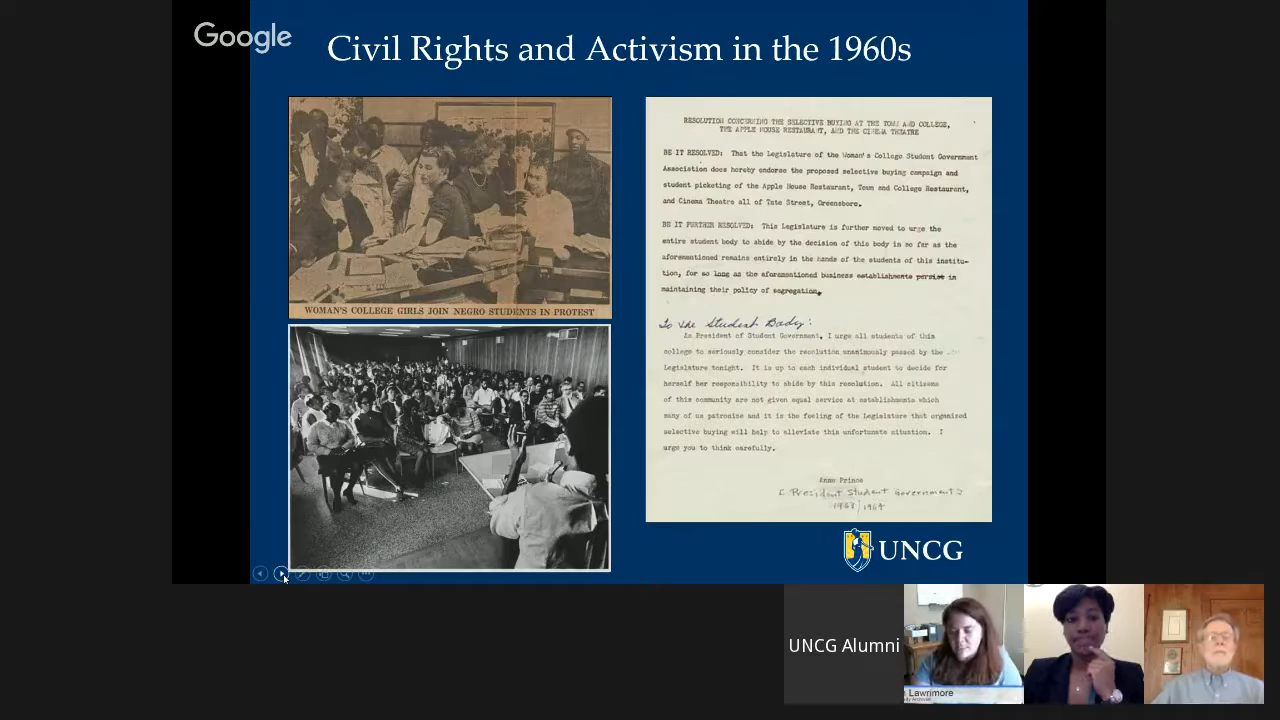 Google
Civil Rights and Activism in the 1960s
WOMAN'S COLLEGE GIRLS JOIN NEGRO STUDENTS IN PROTEST
RESOLUTION CONCERNING THE SELECTIVE BUYING AT THE TOWN AND COLLEGE,
THE APPLE HOUSE RESTAURANT, AND THE CINEMA THEATRE
BE IT RESOLVED: That the Legislature of the Woman's College Student Government
Association does hereby endorse the proposed selective buying campaign and
student picketing of the Apple House Restaurant, Town and College Restaurant,
and Cinema Theatre all of Tate Street, Greensboro.
BE IT FURTHER RESOLVED: This Legislature is further moved to urge the
entire student body to abide by the decision of this body in so far as the
aforementioned remains entirely in the hands of the students of this institu-
tion, for so long as the aforementioned business establishments persist in
maintaining their policy of segregation.
To the Student Body:
As President of Student Government, I urge all students of this
college to seriously consider the resolution unanimously passed by the
Legislature tonight. It is up to each individual student to decide for
herself her responsibility to abide by this resolution. All citizens
of this community are not given equal service at establishments which
many of us patronize and it is the feeling of the Legislature that organized
selective buying will help to alleviate this unfortunate situation. I
urge you to think carefully.
Anne Prince
[President Student Government]
1963/1964
UNCG
UNCG Alumni
Lawrimore